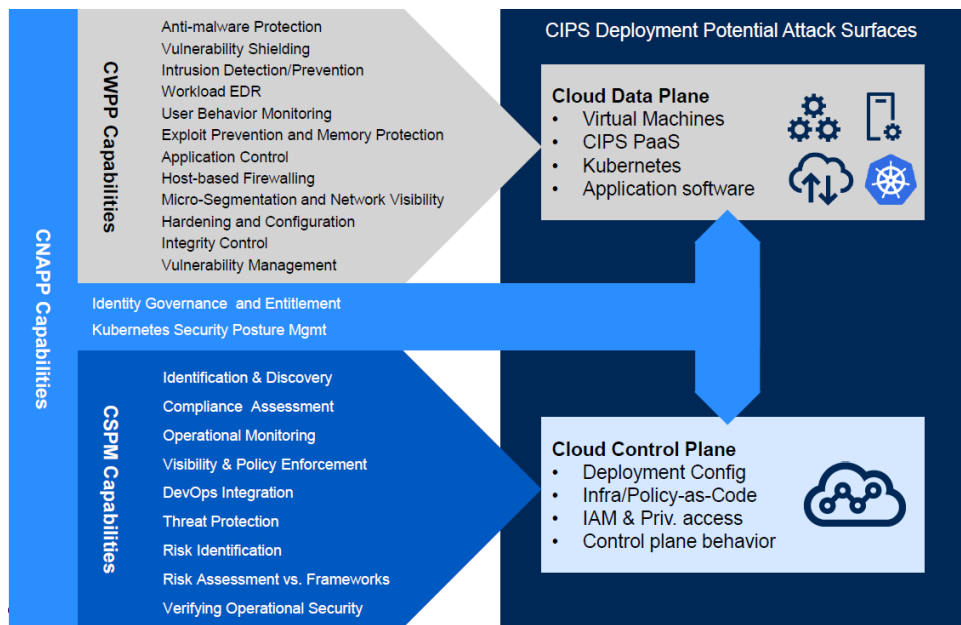 CNAPP Capabilities
CWPP Capabilities
Anti-malware Protection
Vulnerability Shielding
Intrusion Detection/Prevention
Workload EDR
User Behavior Monitoring
Exploit Prevention and Memory Protection
Application Control
Host-based Firewalling
Micro-Segmentation and Network Visibility
Hardening and Configuration
Integrity Control
Vulnerability Management
Identity Governance and Entitlement
Kubernetes Security Posture Mgmt
CSPM Capabilities
Identification & Discovery
Compliance Assessment
Operational Monitoring
Visibility & Policy Enforcement
DevOps Integration
Threat Protection
Risk Identification
Risk Assessment vs. Frameworks
Verifying Operational Security
CIPS Deployment Potential Attack Surfaces
Cloud Data Plane
• Virtual Machines
• CIPS PaaS
• Kubernetes
• Application software
Cloud Control Plane
• Deployment Config
• Infra/Policy-as-Code
• IAM & Priv. access
• Control plane behavior